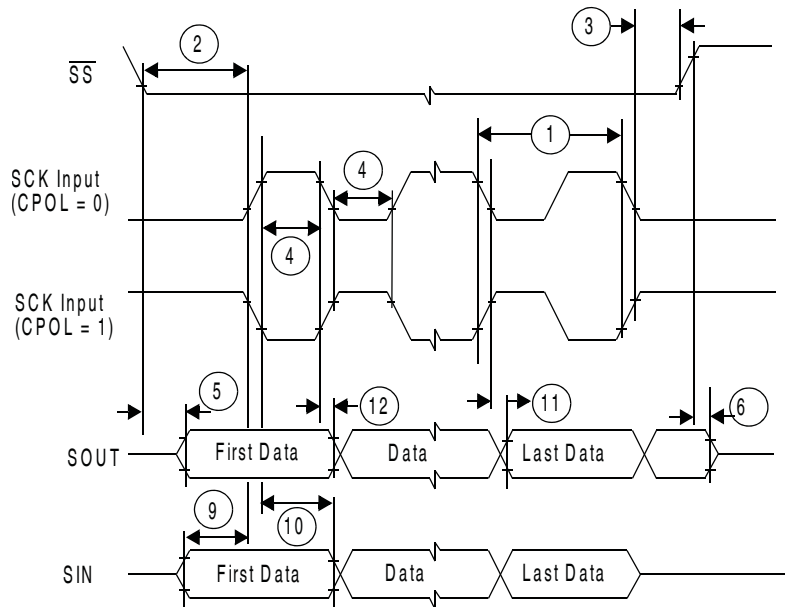 2
3
SS
1
SCK Input
(CPOL = 0)
4
4
SCK Input
(CPOL = 1)
5
12
11
6
SOUT
First Data
Data
Last Data
9
10
SIN
First Data
Data
Last Data